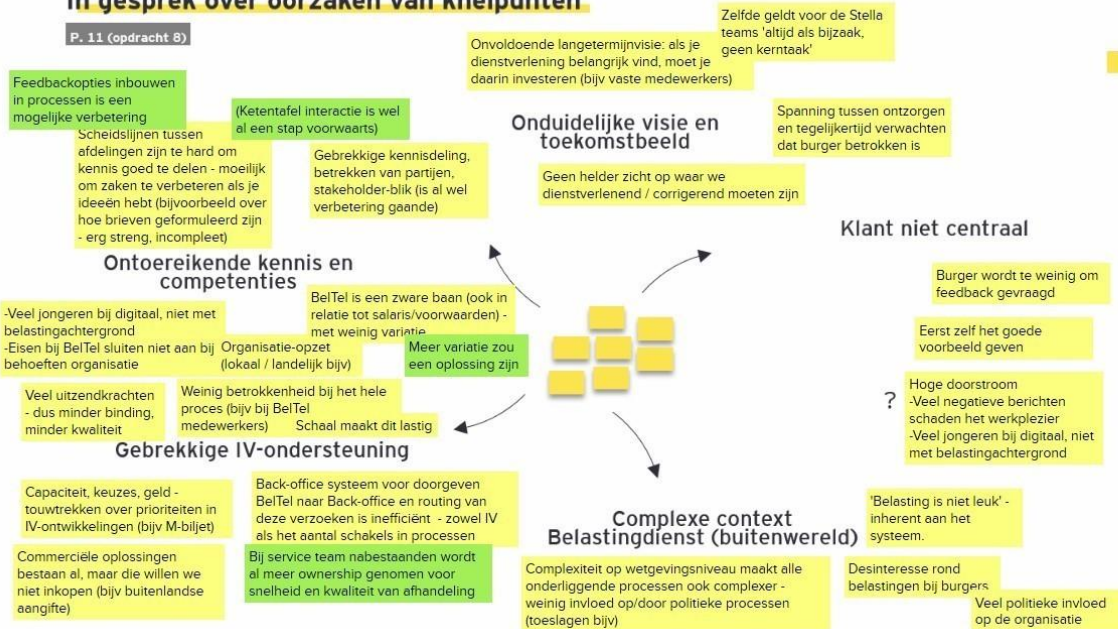 In gesprek over oorzaken van knelpunten
P. 11 (opdracht 8)
Zelfde geldt voor de Stella
teams 'altijd als bijzaak,
geen kerntaak'
Onvoldoende langetermijnvisie: als je
dienstverlening belangrijk vind, moet je
daarin investeren (bijv vaste medewerkers)
Feedbackopties inbouwen
in processen is een
mogelijke verbetering
(Ketentafel interactie is wel
al een stap voorwaarts)
Scheidslijnen tussen
afdelingen zijn te hard om
kennis goed te delen - moeilijk
om zaken te verbeteren als je
ideeën hebt (bijvoorbeeld over
hoe brieven geformuleerd zijn
- erg streng, incompleet)
Gebrekkige kennisdeling,
betrekken van partijen,
stakeholder-blik (is al wel
verbetering gaande)
Onduidelijke visie en
toekomstbeeld
Spanning tussen ontzorgen
en tegelijkertijd verwachten
dat burger betrokken is
Geen helder zicht op waar we
dienstverlenend / corrigerend moeten zijn
Klant niet centraal
Burger wordt te weinig om
feedback gevraagd
Eerst zelf het goede
voorbeeld geven
?
Hoge doorstroom
-Veel negatieve berichten
schaden het werkplezier
-Veel jongeren bij digitaal, niet
met belastingachtergrond
Ontoereikende kennis en
competenties
-Veel jongeren bij digitaal, niet met
belastingachtergrond
-Eisen bij BelTel sluiten niet aan bij
behoeften organisatie
BelTel is een zware baan (ook in
relatie tot salaris/voorwaarden) -
met weinig variatie
Organisatie-opzet
(lokaal / landelijk bijv)
Meer variatie zou
een oplossing zijn
Veel uitzendkrachten
- dus minder binding,
minder kwaliteit
Weinig betrokkenheid bij het hele
proces (bijv bij BelTel
medewerkers)
Schaal maakt dit lastig
Gebrekkige IV-ondersteuning
Capaciteit, keuzes, geld -
touwtrekken over prioriteiten in
IV-ontwikkelingen (bijv M-biljet)
Back-office systeem voor doorgeven
BelTel naar Back-office en routing van
deze verzoeken is inefficiënt - zowel IV
als het aantal schakels in processen
Commerciële oplossingen
bestaan al, maar die willen we
niet inkopen (bijv buitenlandse
aangifte)
Bij service team nabestaanden wordt
al meer ownership genomen voor
snelheid en kwaliteit van afhandeling
Complexe context
Belastingdienst (buitenwereld)
'Belasting is niet leuk' -
inherent aan het
systeem.
Complexiteit op wetgevingsniveau maakt alle
onderliggende processen ook complexer -
weinig invloed op/door politieke processen
(toeslagen bijv)
Desinteresse rond
belastingen bij burgers
Veel politieke invloed
op de organisatie